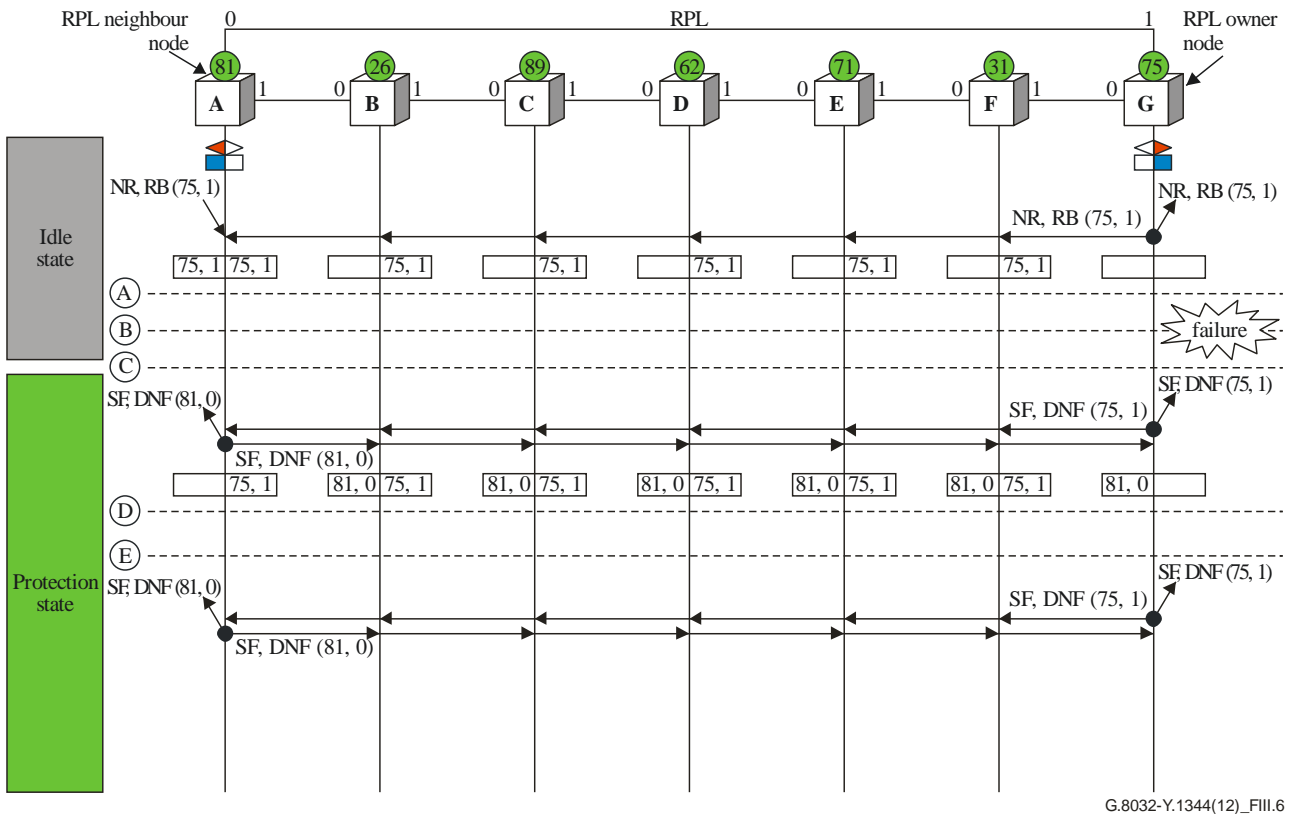 RPL neighbour
node
0
RPL
1
RPL owner
node
81
26
89
62
71
31
75
A
1
0
B
1
0
C
1
0
D
1
0
E
1
0
F
1
0
G
NR, RB (75, 1)
NR, RB (75, 1)
NR, RB (75, 1)
Idle
state
75, 1 75, 1
75, 1
75, 1
75, 1
75, 1
75, 1
A
B
failure
C
SF, DNF (81, 0)
SF, DNF (75, 1)
SF, DNF (75, 1)
SF, DNF (81, 0)
75, 1
81, 0 75, 1
81, 0 75, 1
81, 0 75, 1
81, 0 75, 1
81, 0 75, 1
81, 0
D
E
Protection
state
SF, DNF (81, 0)
SF, DNF (75, 1)
SF, DNF (75, 1)
SF, DNF (81, 0)
G.8032-Y.1344(12)_FIII.6